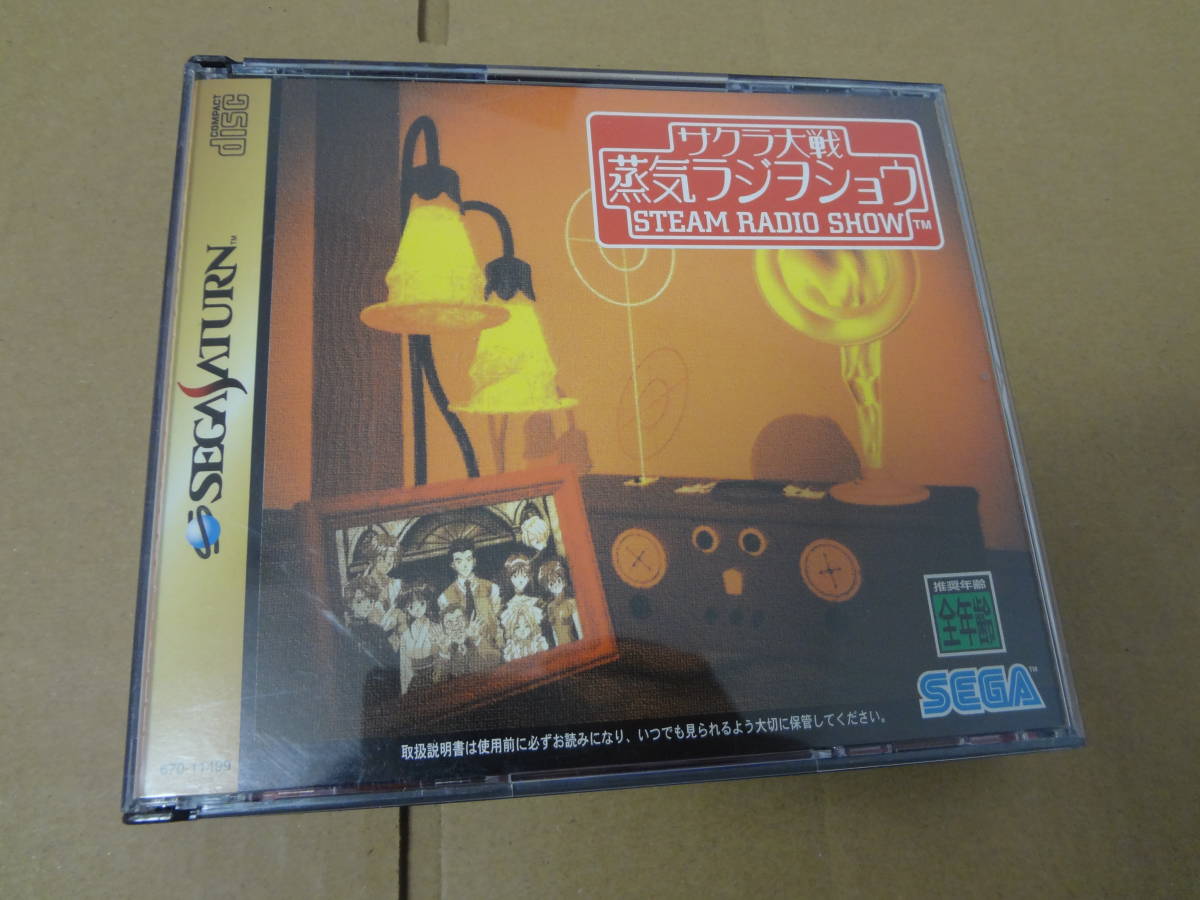 COMPACT
disc
SEGA SATURN™
670-11499
サクラ大戦
蒸気ラジヲショウ
STEAM RADIO SHOW™
推奨年齢
全年齢
SEGA™
取扱説明書は使用前に必ずお読みになり、いつでも見られるよう大切に保管してください。